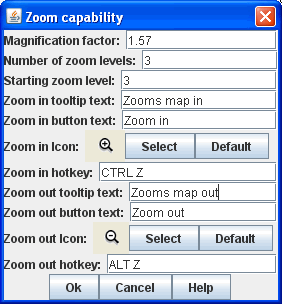 Zoom capability
Magnification factor: 1.57
Number of zoom levels: 3
Starting zoom level: 3
Zoom in tooltip text: Zooms map in
Zoom in button text: Zoom in
Zoom in Icon: Select Default
Zoom in hotkey: CTRL Z
Zoom out tooltip text: Zooms map out
Zoom out button text: Zoom out
Zoom out Icon: Select Default
Zoom out hotkey: ALT Z
Ok Cancel Help